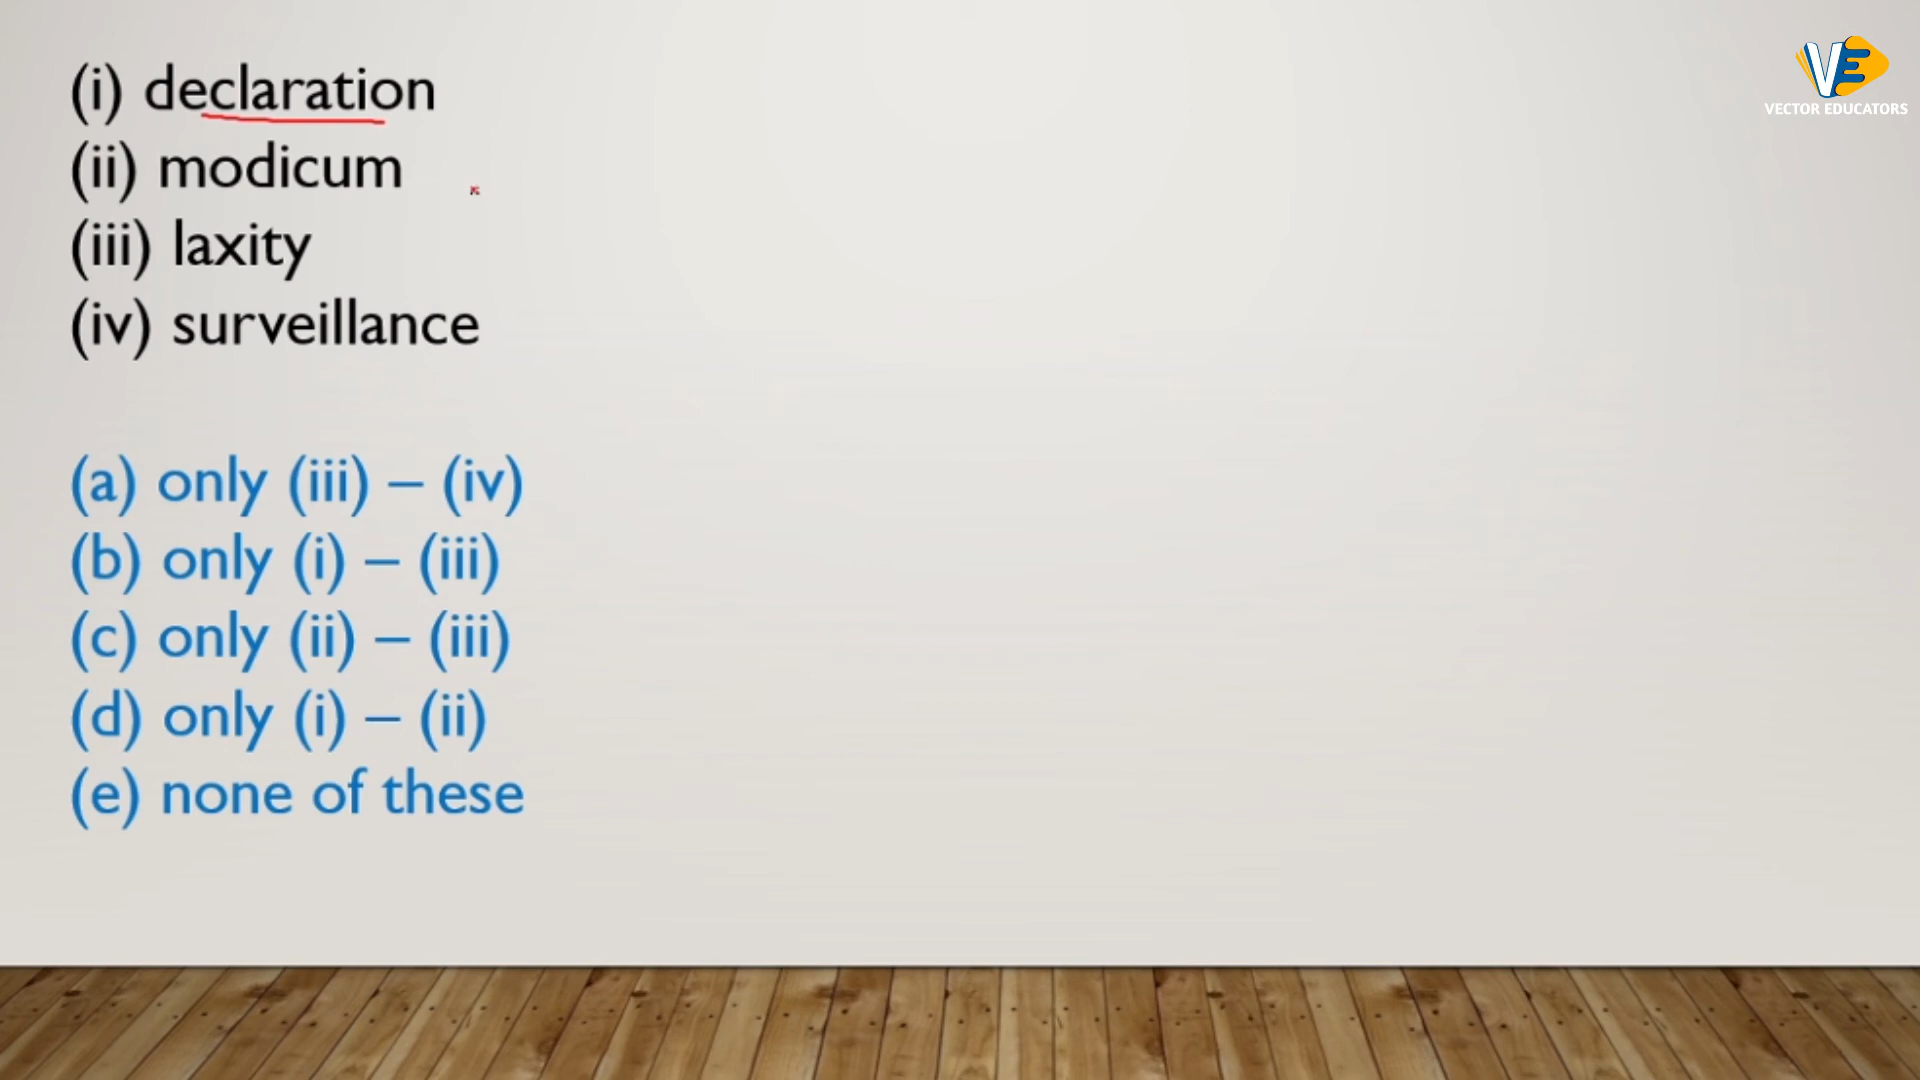 (i) declaration
(ii) modicum
(iii) laxity
(iv) surveillance
(a) only (iii) – (iv)
(b) only (i) – (iii)
(c) only (ii) – (iii)
(d) only (i) – (ii)
(e) none of these
VE
VECTOR EDUCATORS